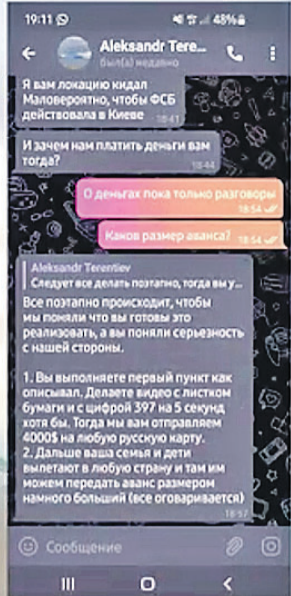 19:11
48%
Aleksandr Tere...
был(а) недавно
Я вам локацию кидал
Маловероятно, чтобы ФСБ
действовала в Киеве
18:41
И зачем нам платить деньги вам
тогда?
18:44
О деньгах пока только разговоры
18:54
Каков размер аванса?
18:54
Aleksandr Terentiev
Следует все делать поэтапно, тогда вы у...
Все поэтапно происходит, чтобы
мы поняли что вы готовы это
реализовать, а вы поняли серьезность
с нашей стороны.
1. Вы выполняете первый пункт как
описывал. Делаете видео с листком
бумаги и с цифрой 397 на 5 секунд
хотя бы. Тогда мы вам отправляем
4000$ на любую русскую карту.
2. Дальше ваша семья и дети
вылетают в любую страну и там им
можем передать аванс размером
намного больший (все оговаривается)
18:57
Сообщение